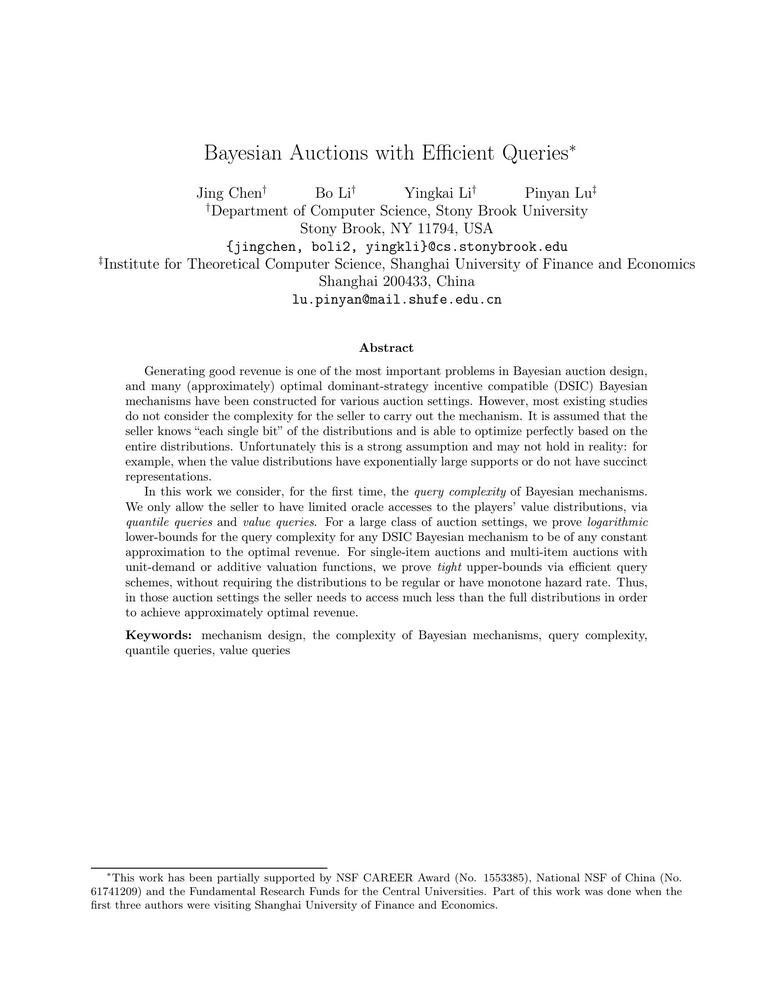 Bayesian Auctions with Efficient Queries*
Jing Chen† Bo Li† Yingkai Li† Pinyan Lu‡
†Department of Computer Science, Stony Brook University
Stony Brook, NY 11794, USA
{jingchen, boli2, yingkli}@cs.stonybrook.edu
‡Institute for Theoretical Computer Science, Shanghai University of Finance and Economics
Shanghai 200433, China
lu.pinyan@mail.shufe.edu.cn
Abstract
Generating good revenue is one of the most important problems in Bayesian auction design,
and many (approximately) optimal dominant-strategy incentive compatible (DSIC) Bayesian
mechanisms have been constructed for various auction settings. However, most existing studies
do not consider the complexity for the seller to carry out the mechanism. It is assumed that the
seller knows “each single bit” of the distributions and is able to optimize perfectly based on the
entire distributions. Unfortunately this is a strong assumption and may not hold in reality: for
example, when the value distributions have exponentially large supports or do not have succinct
representations.
In this work we consider, for the first time, the query complexity of Bayesian mechanisms.
We only allow the seller to have limited oracle accesses to the players’ value distributions, via
quantile queries and value queries. For a large class of auction settings, we prove logarithmic
lower-bounds for the query complexity for any DSIC Bayesian mechanism to be of any constant
approximation to the optimal revenue. For single-item auctions and multi-item auctions with
unit-demand or additive valuation functions, we prove tight upper-bounds via efficient query
schemes, without requiring the distributions to be regular or have monotone hazard rate. Thus,
in those auction settings the seller needs to access much less than the full distributions in order
to achieve approximately optimal revenue.
Keywords: mechanism design, the complexity of Bayesian mechanisms, query complexity,
quantile queries, value queries
*This work has been partially supported by NSF CAREER Award (No. 1553385), National NSF of China (No.
61741209) and the Fundamental Research Funds for the Central Universities. Part of this work was done when the
first three authors were visiting Shanghai University of Finance and Economics.